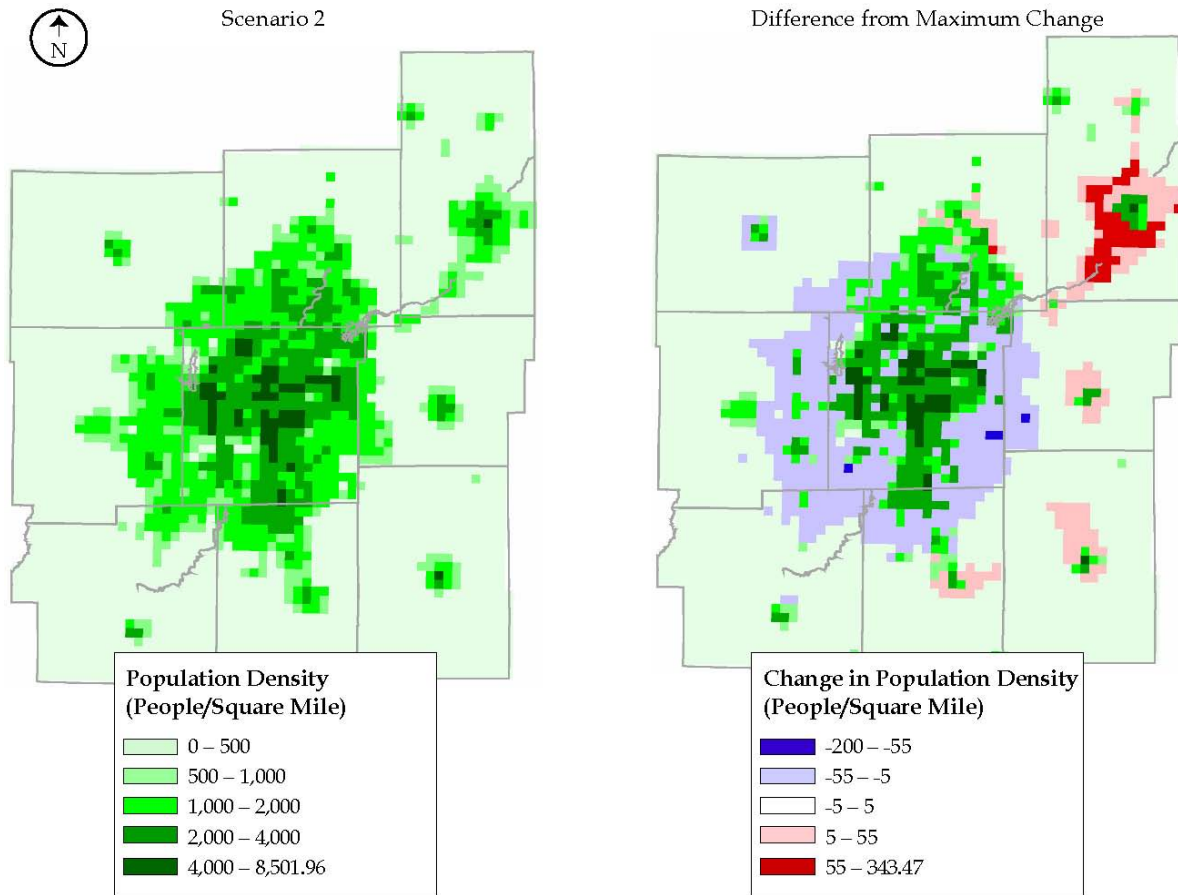 Scenario 2
N
Population Density
(People/Square Mile)
0 – 500
500 – 1,000
1,000 – 2,000
2,000 – 4,000
4,000 – 8,501.96
Difference from Maximum Change
Change in Population Density
(People/Square Mile)
-200 – -55
-55 – -5
-5 – 5
5 – 55
55 – 343.47